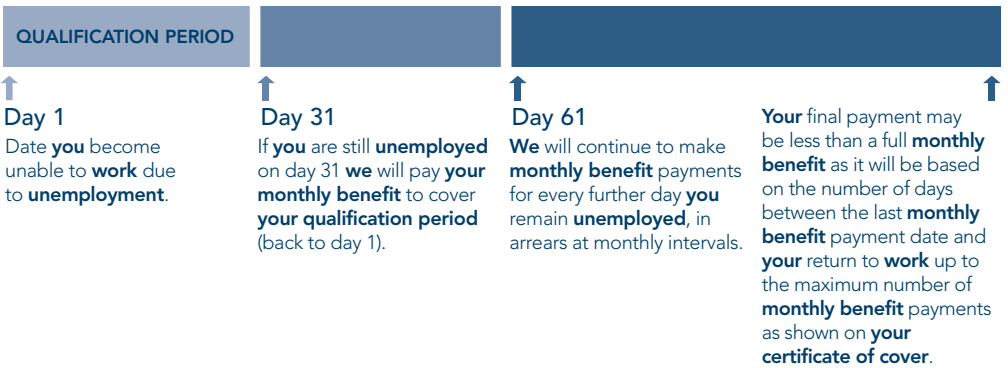 QUALIFICATION PERIOD
Day 1
Date you become
unable to work due
to unemployment.
Day 31
If you are still unemployed
on day 31 we will pay your
monthly benefit to cover
your qualification period
(back to day 1).
Day 61
We will continue to make
monthly benefit payments
for every further day you
remain unemployed, in
arrears at monthly intervals.
Your final payment may
be less than a full monthly
benefit as it will be based
on the number of days
between the last monthly
benefit payment date and
your return to work up to
the maximum number of
monthly benefit payments
as shown on your
certificate of cover.